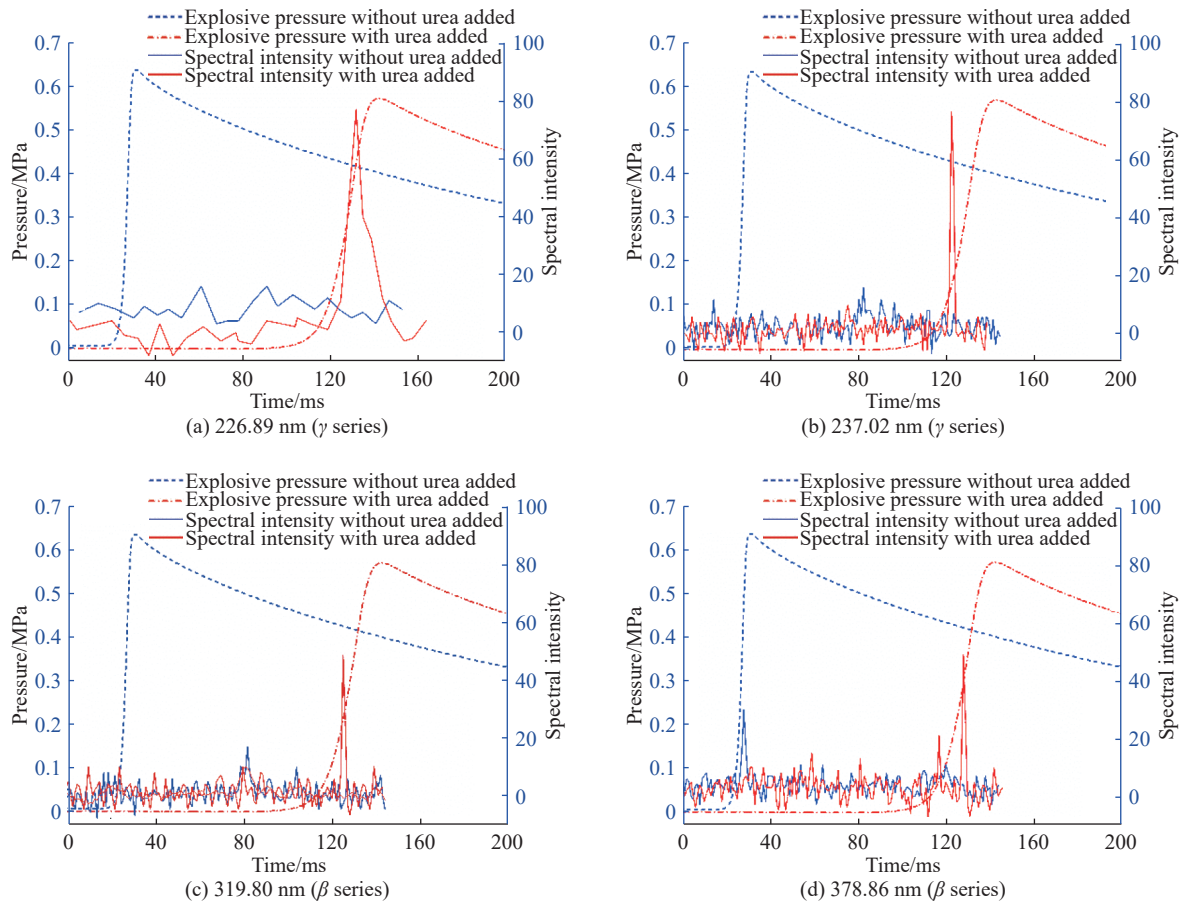 Explosive pressure without urea added
Explosive pressure with urea added
Spectral intensity without urea added
Spectral intensity with urea added
0.7
0.6
0.5
0.4
0.3
0.2
0.1
0
Pressure/MPa
100
80
60
40
20
0
Spectral intensity
0 40 80 120 160 200
Time/ms
(a) 226.89 nm (γ series)
Explosive pressure without urea added
Explosive pressure with urea added
Spectral intensity without urea added
Spectral intensity with urea added
0.7
0.6
0.5
0.4
0.3
0.2
0.1
0
Pressure/MPa
100
80
60
40
20
0
Spectral intensity
0 40 80 120 160 200
Time/ms
(b) 237.02 nm (γ series)
Explosive pressure without urea added
Explosive pressure with urea added
Spectral intensity without urea added
Spectral intensity with urea added
0.7
0.6
0.5
0.4
0.3
0.2
0.1
0
Pressure/MPa
100
80
60
40
20
0
Spectral intensity
0 40 80 120 160 200
Time/ms
(c) 319.80 nm (β series)
Explosive pressure without urea added
Explosive pressure with urea added
Spectral intensity without urea added
Spectral intensity with urea added
0.7
0.6
0.5
0.4
0.3
0.2
0.1
0
Pressure/MPa
100
80
60
40
20
0
Spectral intensity
0 40 80 120 160 200
Time/ms
(d) 378.86 nm (β series)